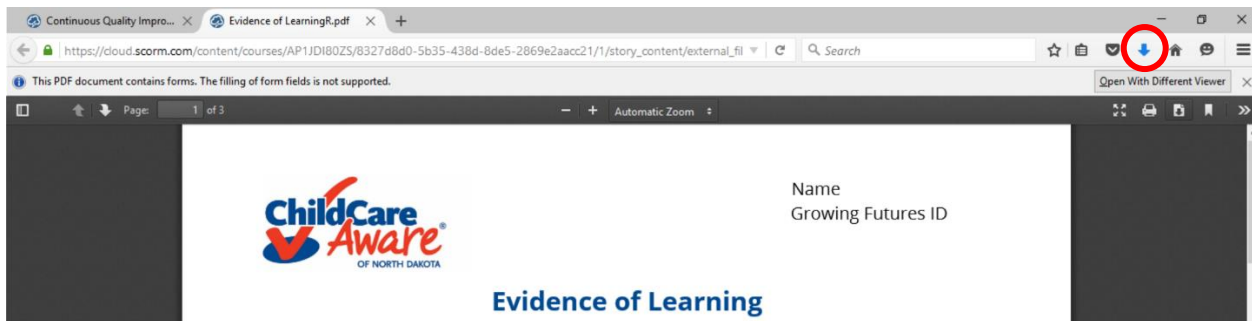 Continuous Quality Impro...
Evidence of LearningR.pdf
https://cloud.scorm.com/content/courses/AP1JDI80ZS/8327d8d0-5b35-438d-8de5-2869e2aacc21/1/story_content/external_fil
Search
This PDF document contains forms. The filling of form fields is not supported.
Open With Different Viewer
Page: 1 of 3
Automatic Zoom
ChildCare
Aware®
OF NORTH DAKOTA
Name
Growing Futures ID
Evidence of Learning